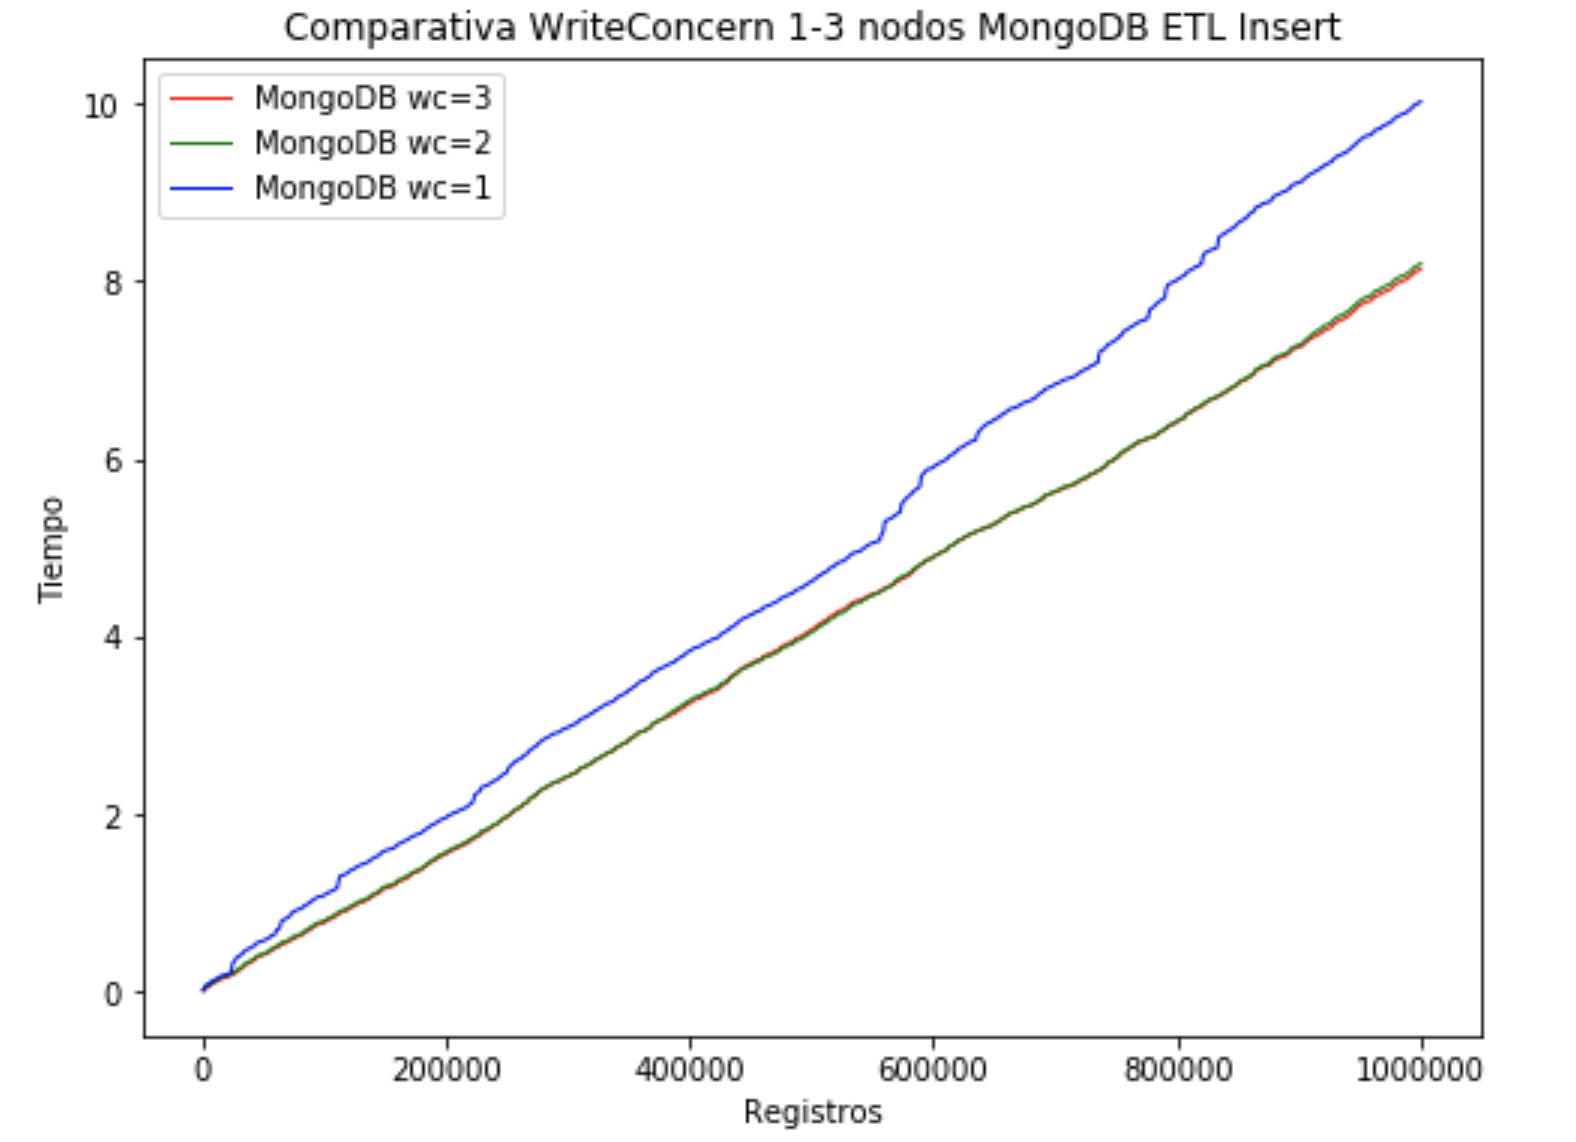 Comparativa WriteConcern 1-3 nodos MongoDB ETL Insert
MongoDB wc=3
MongoDB wc=2
MongoDB wc=1
10
8
6
4
2
0
Tiempo
0 200000 400000 600000 800000 1000000
Registros